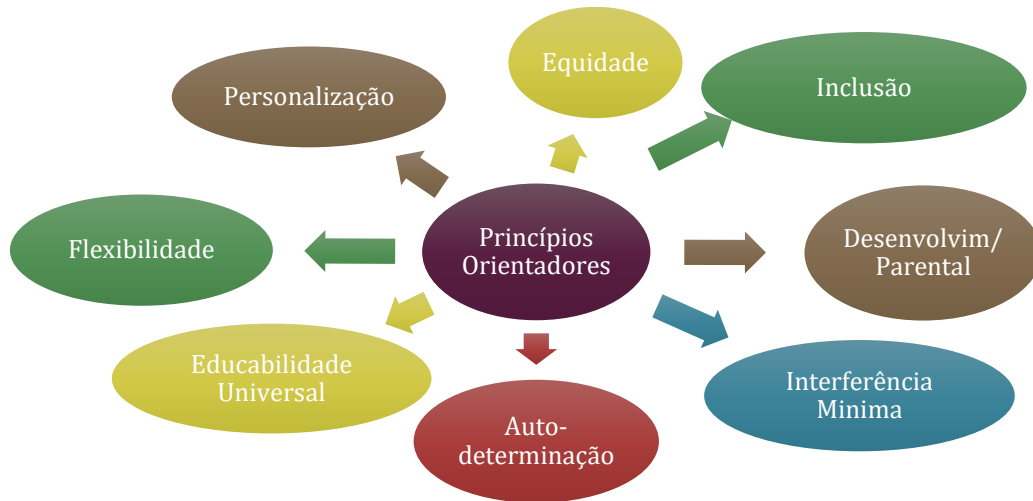 Equidade
Inclusão
Personalização
Princípios
Orientadores
Flexibilidade
Desenvolvim/
Parental
Educabilidade
Universal
Interferência
Minima
Auto-
determinação